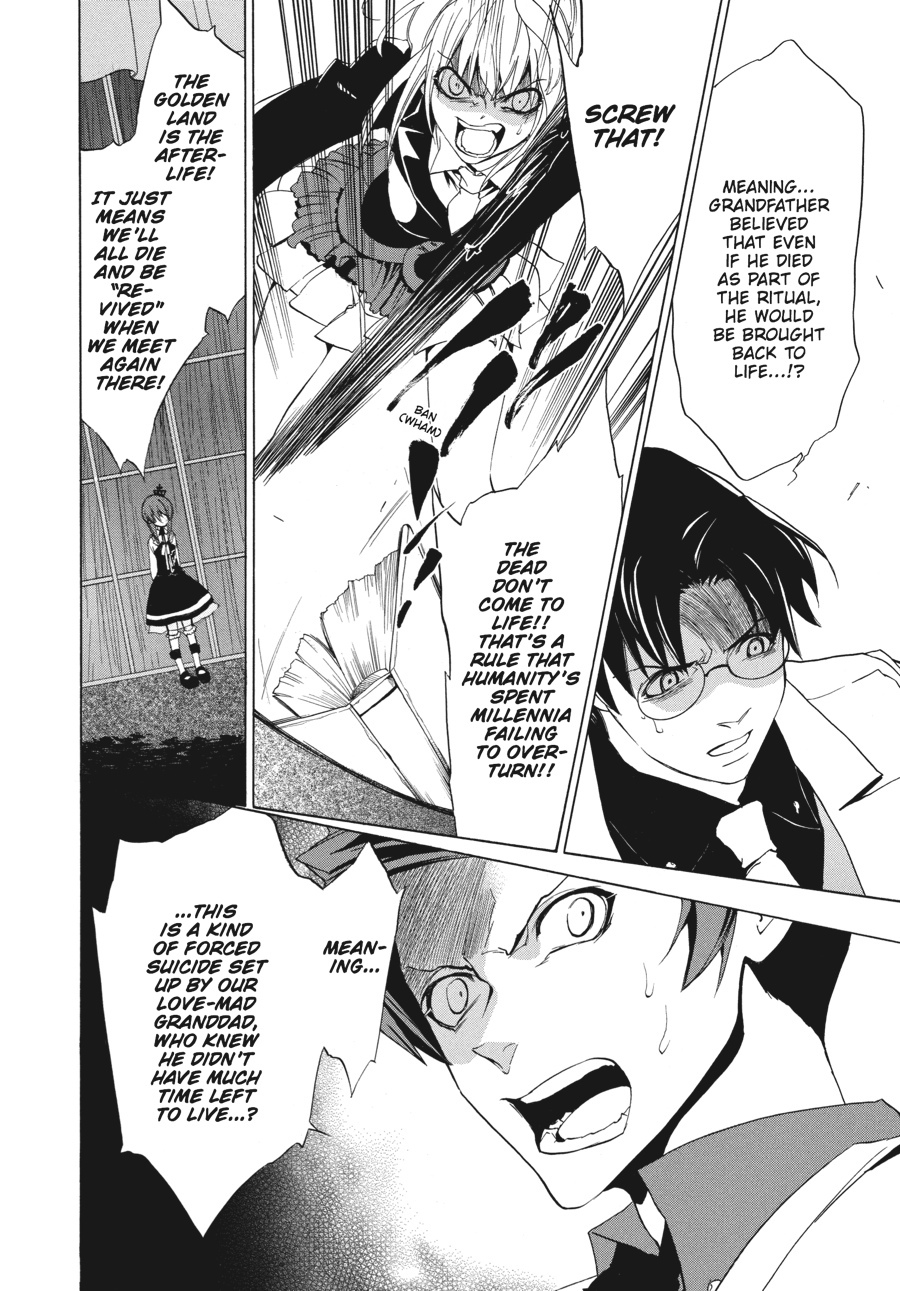 MEANING...
GRANDFATHER
BELIEVED
THAT EVEN
IF HE DIED
AS PART OF
THE RITUAL,
HE WOULD
BE BROUGHT
BACK TO
LIFE...!?
SCREW
THAT!
BAN
(WHAM)
THE
DEAD
DON'T
COME TO
LIFE!!
THAT'S A
RULE THAT
HUMANITY'S
SPENT
MILLENNIA
FAILING
TO OVER-
TURN!!
THE
GOLDEN
LAND
IS THE
AFTER-
LIFE!
IT JUST
MEANS
WE'LL
ALL DIE
AND BE
"RE-
VIVED"
WHEN
WE MEET
AGAIN
THERE!
MEAN-
ING...
...THIS
IS A KIND
OF FORCED
SUICIDE SET
UP BY OUR
LOVE-MAD
GRANDDAD,
WHO KNEW
HE DIDN'T
HAVE MUCH
TIME LEFT
TO LIVE...?